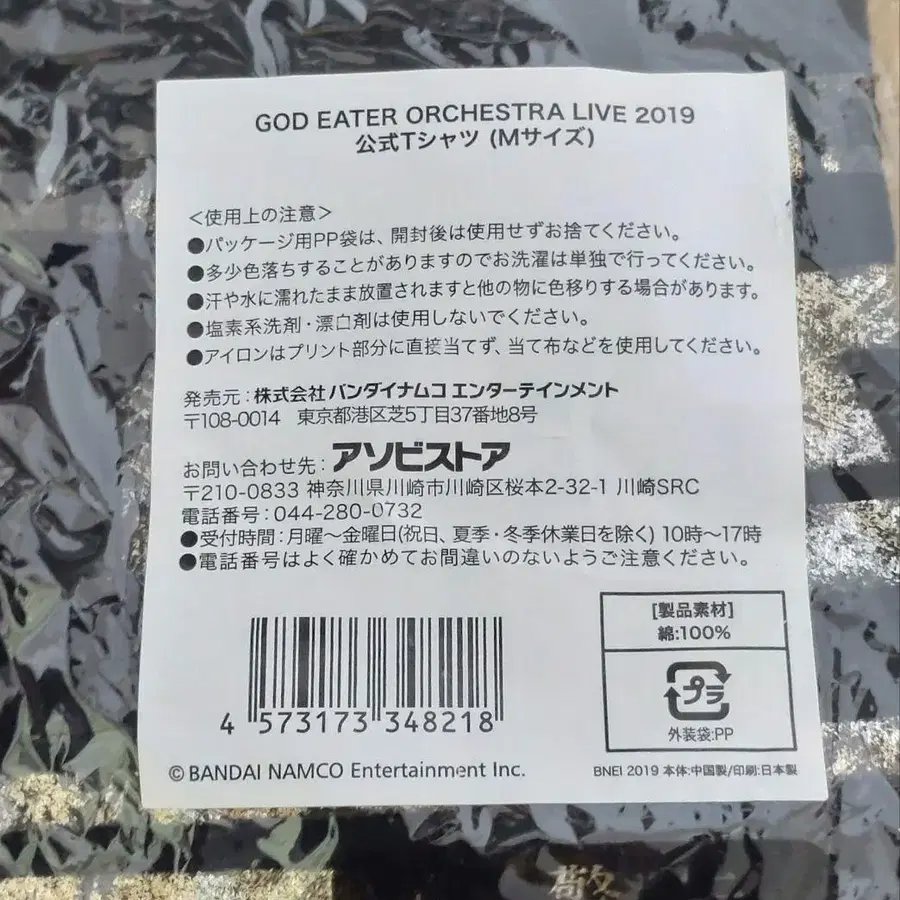 GOD EATER ORCHESTRA LIVE 2019
公式Tシャツ (Mサイズ)
<使用上の注意>
●パッケージ用PP袋は、開封後は使用せずお捨てください。
●多少色落ちすることがありますのでお洗濯は単独で行ってください。
●汗や水に濡れたまま放置されますと他の物に色移りする場合があります。
●塩素系洗剤・漂白剤は使用しないでください。
●アイロンはプリント部分に直接当てず、当て布などを使用してください。
発売元:株式会社バンダイナムコエンターテインメント
〒108-0014 東京都港区芝5丁目37番地8号
お問い合わせ先:アソビストア
〒210-0833 神奈川県川崎市川崎区桜本2-32-1 川崎SRC
電話番号:044-280-0732
●受付時間:月曜~金曜日(祝日、夏季・冬季休業日を除く) 10時~17時
●電話番号はよく確かめてお間違いのないようご注意ください。
[製品素材]
綿:100%
プラ
外装袋:PP
4 573173 348218
©BANDAI NAMCO Entertainment Inc.
BNEI 2019 本体:中国製/印刷:日本製